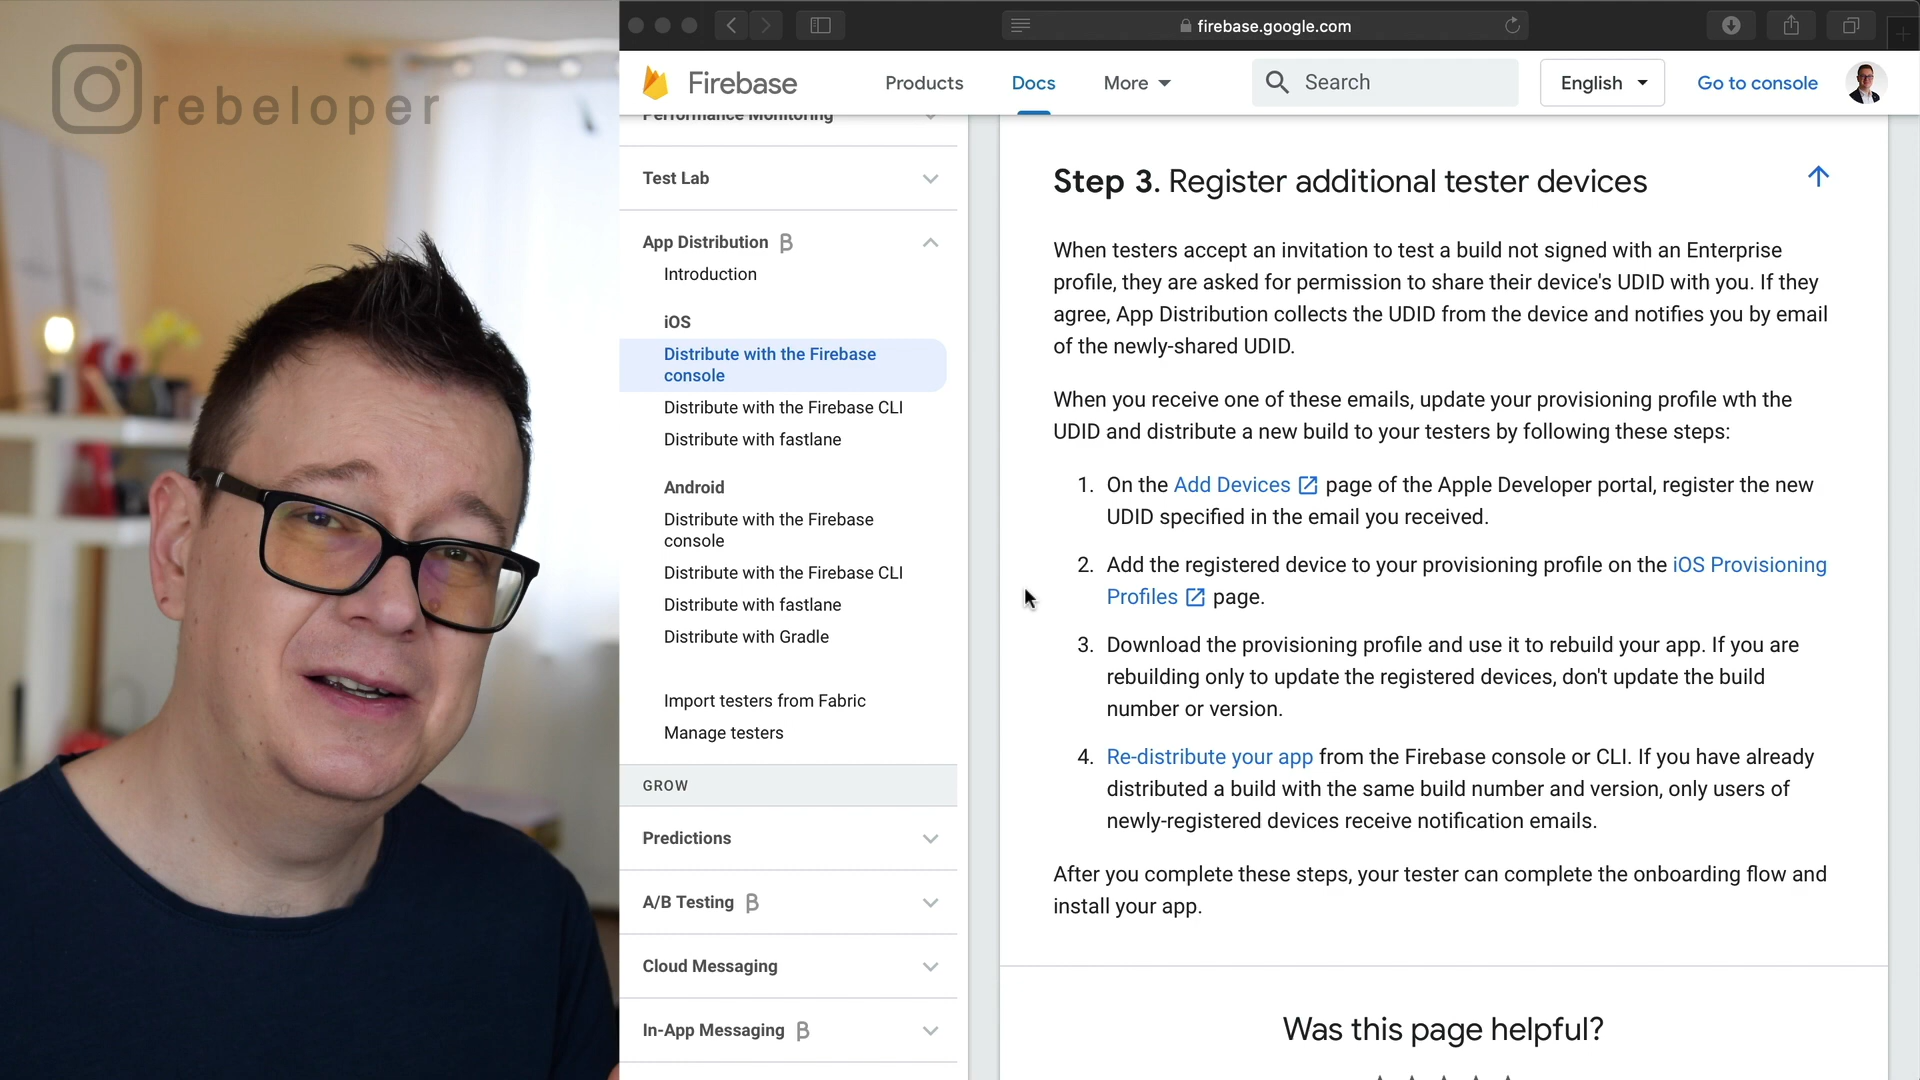 rebeloper
firebase.google.com
Firebase
Products
Docs
More
Search
English
Go to console
Performance Monitoring
Test Lab
App Distribution β
Introduction
iOS
Distribute with the Firebase
console
Distribute with the Firebase CLI
Distribute with fastlane
Android
Distribute with the Firebase
console
Distribute with the Firebase CLI
Distribute with fastlane
Distribute with Gradle
Import testers from Fabric
Manage testers
GROW
Predictions
A/B Testing β
Cloud Messaging
In-App Messaging β
Step 3. Register additional tester devices
When testers accept an invitation to test a build not signed with an Enterprise
profile, they are asked for permission to share their device's UDID with you. If they
agree, App Distribution collects the UDID from the device and notifies you by email
of the newly-shared UDID.
When you receive one of these emails, update your provisioning profile wth the
UDID and distribute a new build to your testers by following these steps:
1. On the Add Devices page of the Apple Developer portal, register the new
UDID specified in the email you received.
2. Add the registered device to your provisioning profile on the iOS Provisioning
Profiles page.
3. Download the provisioning profile and use it to rebuild your app. If you are
rebuilding only to update the registered devices, don't update the build
number or version.
4. Re-distribute your app from the Firebase console or CLI. If you have already
distributed a build with the same build number and version, only users of
newly-registered devices receive notification emails.
After you complete these steps, your tester can complete the onboarding flow and
install your app.
Was this page helpful?